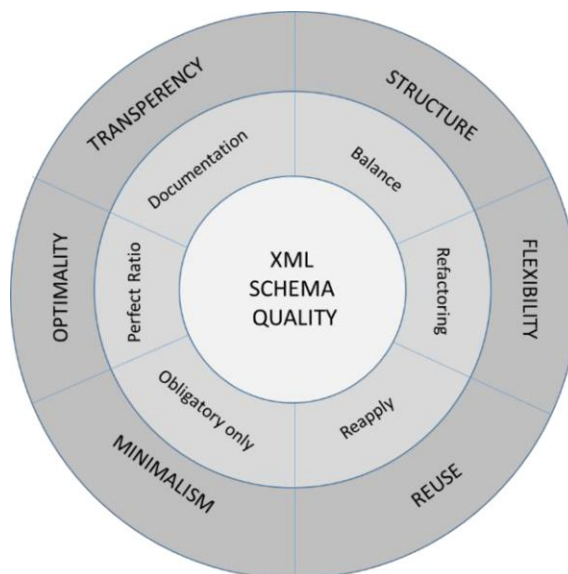 TRANSPERENCY
STRUCTURE
Documentation
Balance
OPTIMALITY
Perfect Ratio
XML
SCHEMA
QUALITY
Refactoring
FLEXIBILITY
Obligatory only
Reapply
MINIMALISM
REUSE